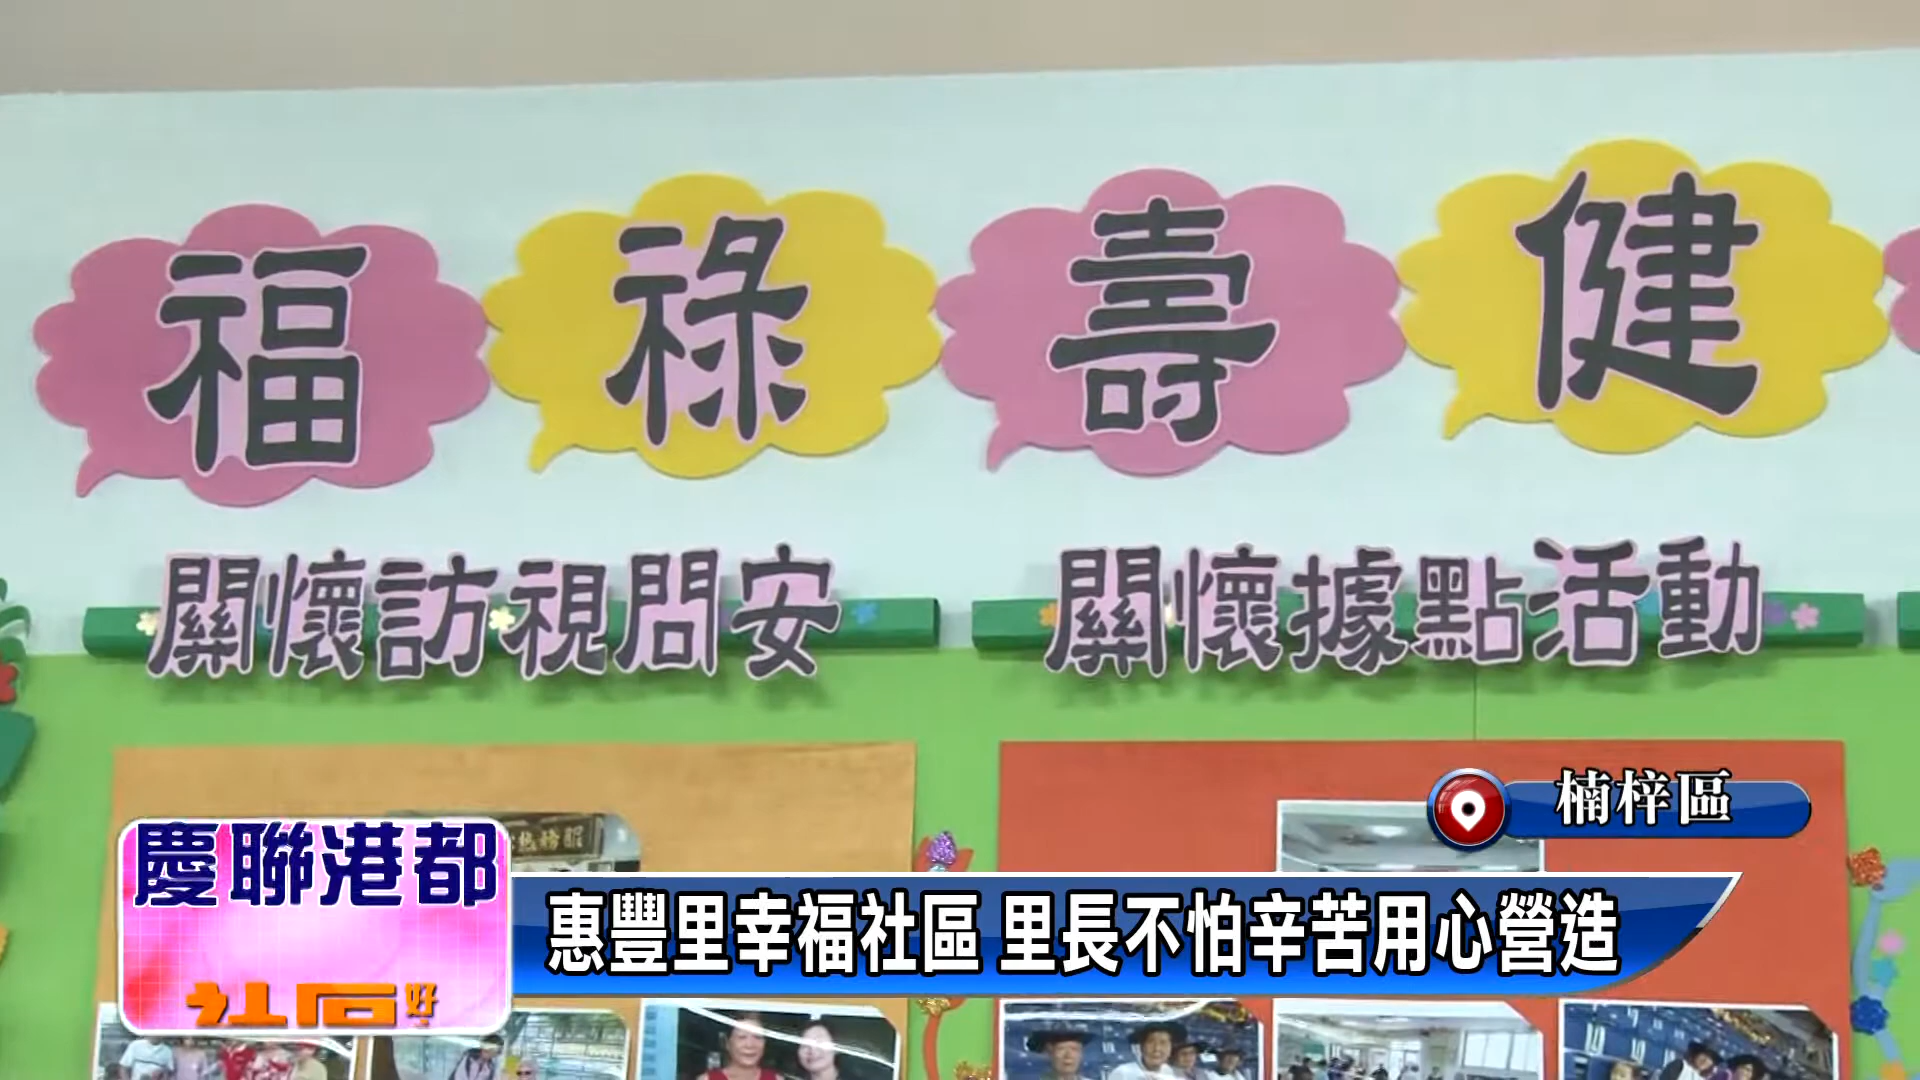 福祿壽健
關懷訪視問安
關懷據點活動
楠梓區
慶聯港都
惠豐里幸福社區 里長不怕辛苦用心營造
好